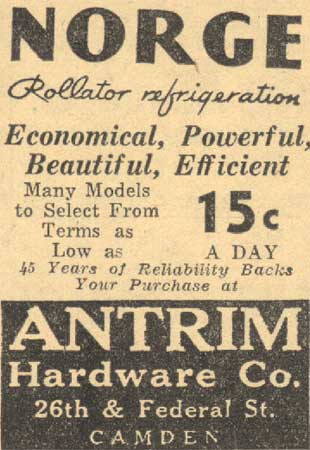 NORGE
Rollator refrigeration
Economical, Powerful,
Beautiful, Efficient
Many Models
to Select From
Terms as
Low as
15c
A DAY
45 Years of Reliability Backs
Your Purchase at
ANTRIM
Hardware Co.
26th & Federal St.
CAMDEN